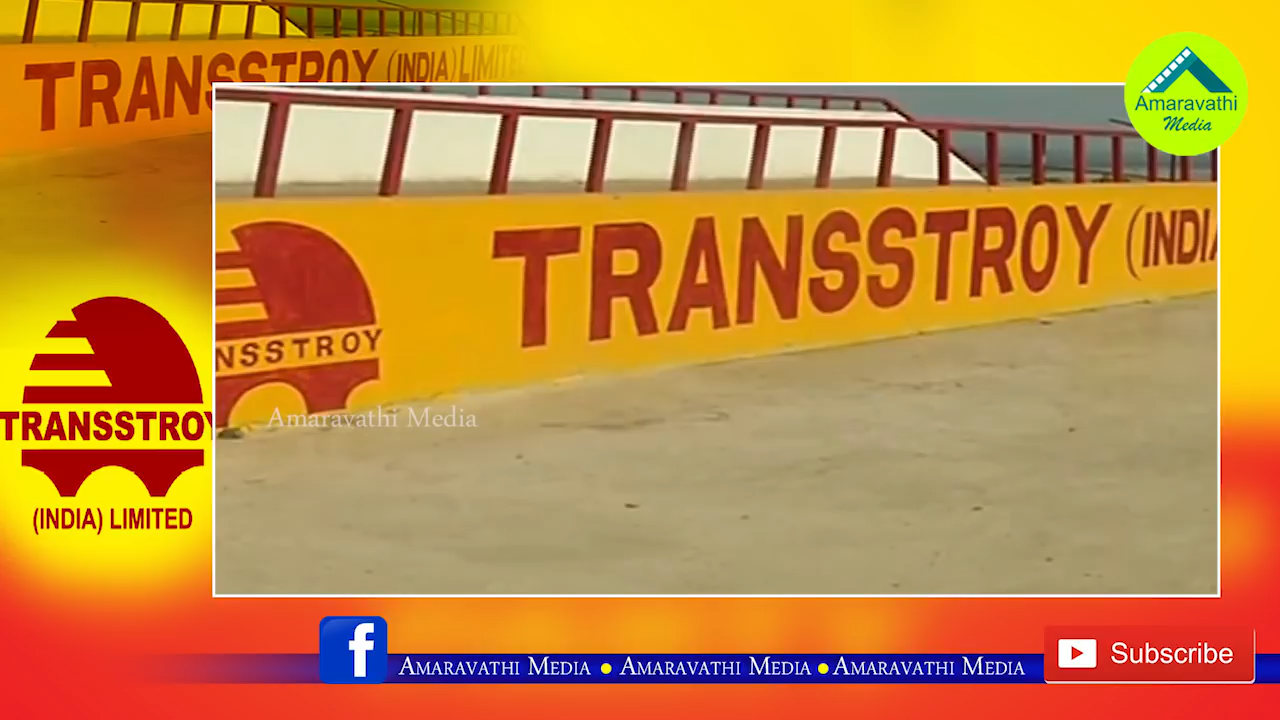 TRANSSTROY (INDIA) LIMITED
Amaravathi
Media
TRANSSTROY (INDIA
NSSTROY
Amaravathi Media
TRANSSTROY
(INDIA) LIMITED
f
AMARAVATHI MEDIA ● AMARAVATHI MEDIA ● AMARAVATHI MEDIA
Subscribe